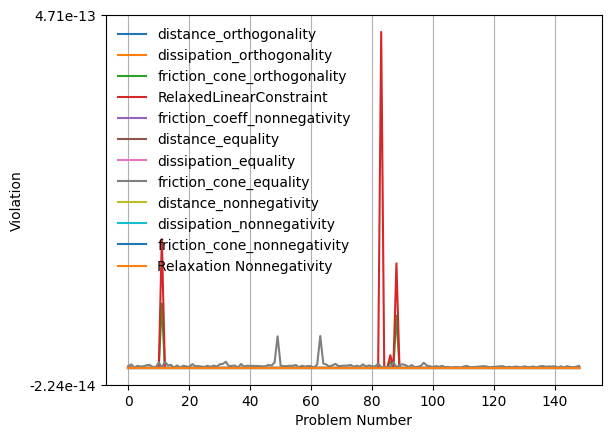 4.71e-13
distance_orthogonality
dissipation_orthogonality
friction_cone_orthogonality
RelaxedLinearConstraint
friction_coeff_nonnegativity
distance_equality
dissipation_equality
friction_cone_equality
distance_nonnegativity
dissipation_nonnegativity
friction_cone_nonnegativity
Relaxation Nonnegativity
Violation
-2.24e-14
0 20 40 60 80 100 120 140
Problem Number